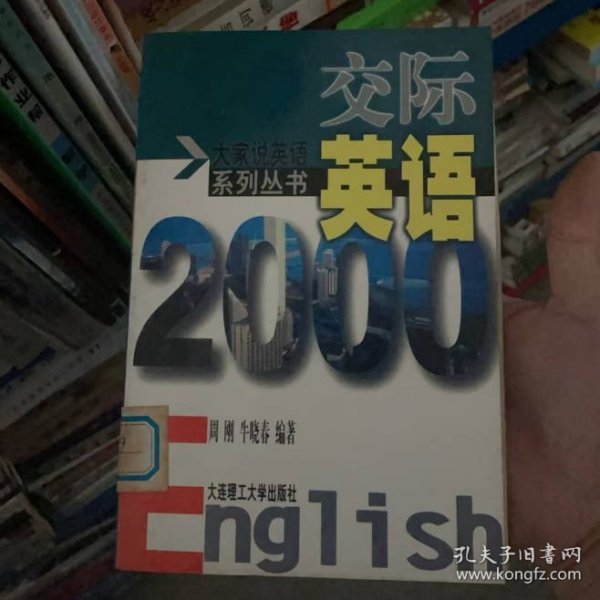 交际
大家说英语
系列丛书
英语
2000
周刚 牛晓春 编著
大连理工大学出版社
English
孔夫子旧书网
www.kongfz.com